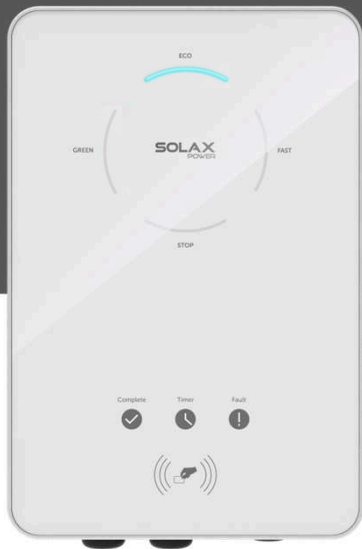 ECO
GREEN
SOLAX
POWER
FAST
STOP
Complete Timer Fault